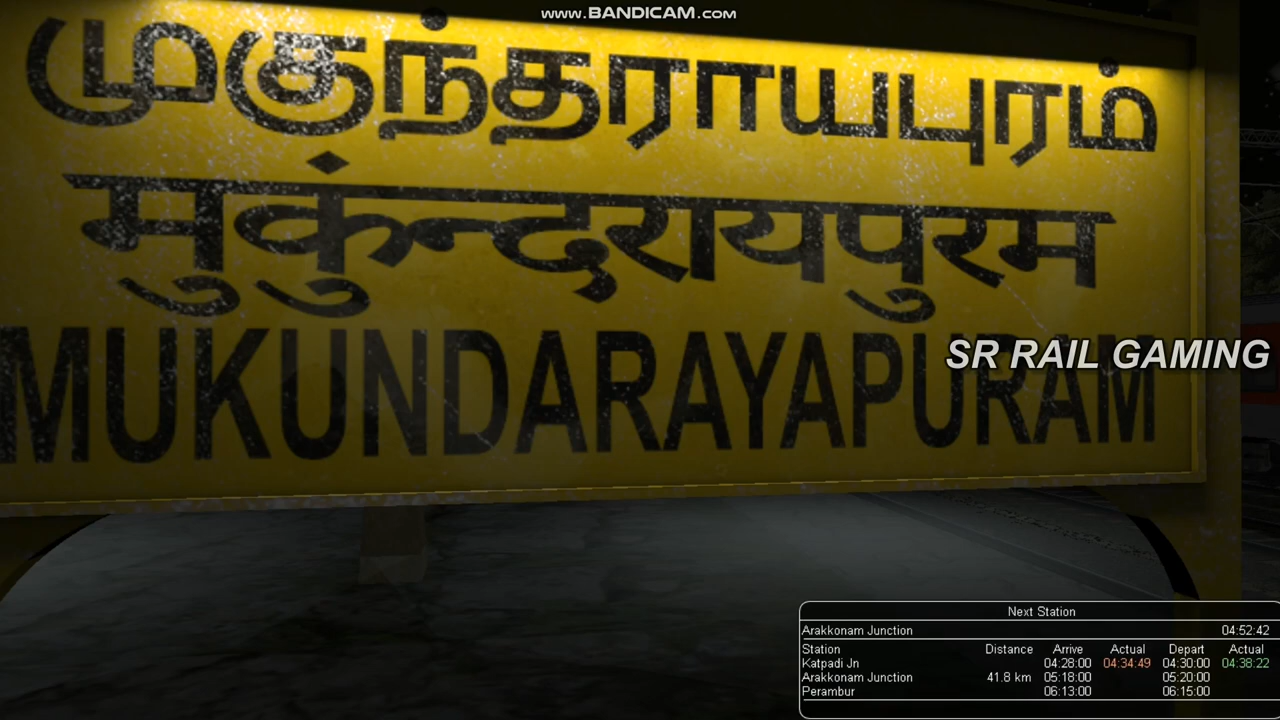 www.BANDICAM.com
முகுந்தராயபுரம்
मुकुंन्दरायपुरम
MUKUNDARAYAPURAM
SR RAIL GAMING
Next Station
Arakkonam Junction 04:52:42
Station Distance Arrive Actual Depart Actual
Katpadi Jn 04:28:00 04:34:49 04:30:00 04:38:22
Arakkonam Junction 41.8 km 05:18:00 05:20:00
Perambur 06:13:00 06:15:00